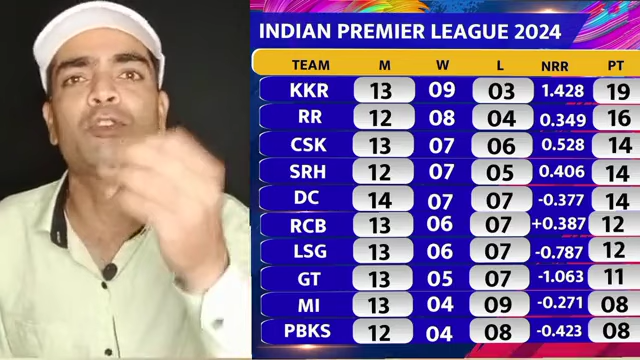 INDIAN PREMIER LEAGUE 2024
TEAM M W L NRR PT
KKR 13 09 03 1.428 19
RR 12 08 04 0.349 16
CSK 13 07 06 0.528 14
SRH 12 07 05 0.406 14
DC 14 07 07 -0.377 14
RCB 13 06 07 +0.387 12
LSG 13 06 07 -0.787 12
GT 13 05 07 -1.063 11
MI 13 04 09 -0.271 08
PBKS 12 04 08 -0.423 08